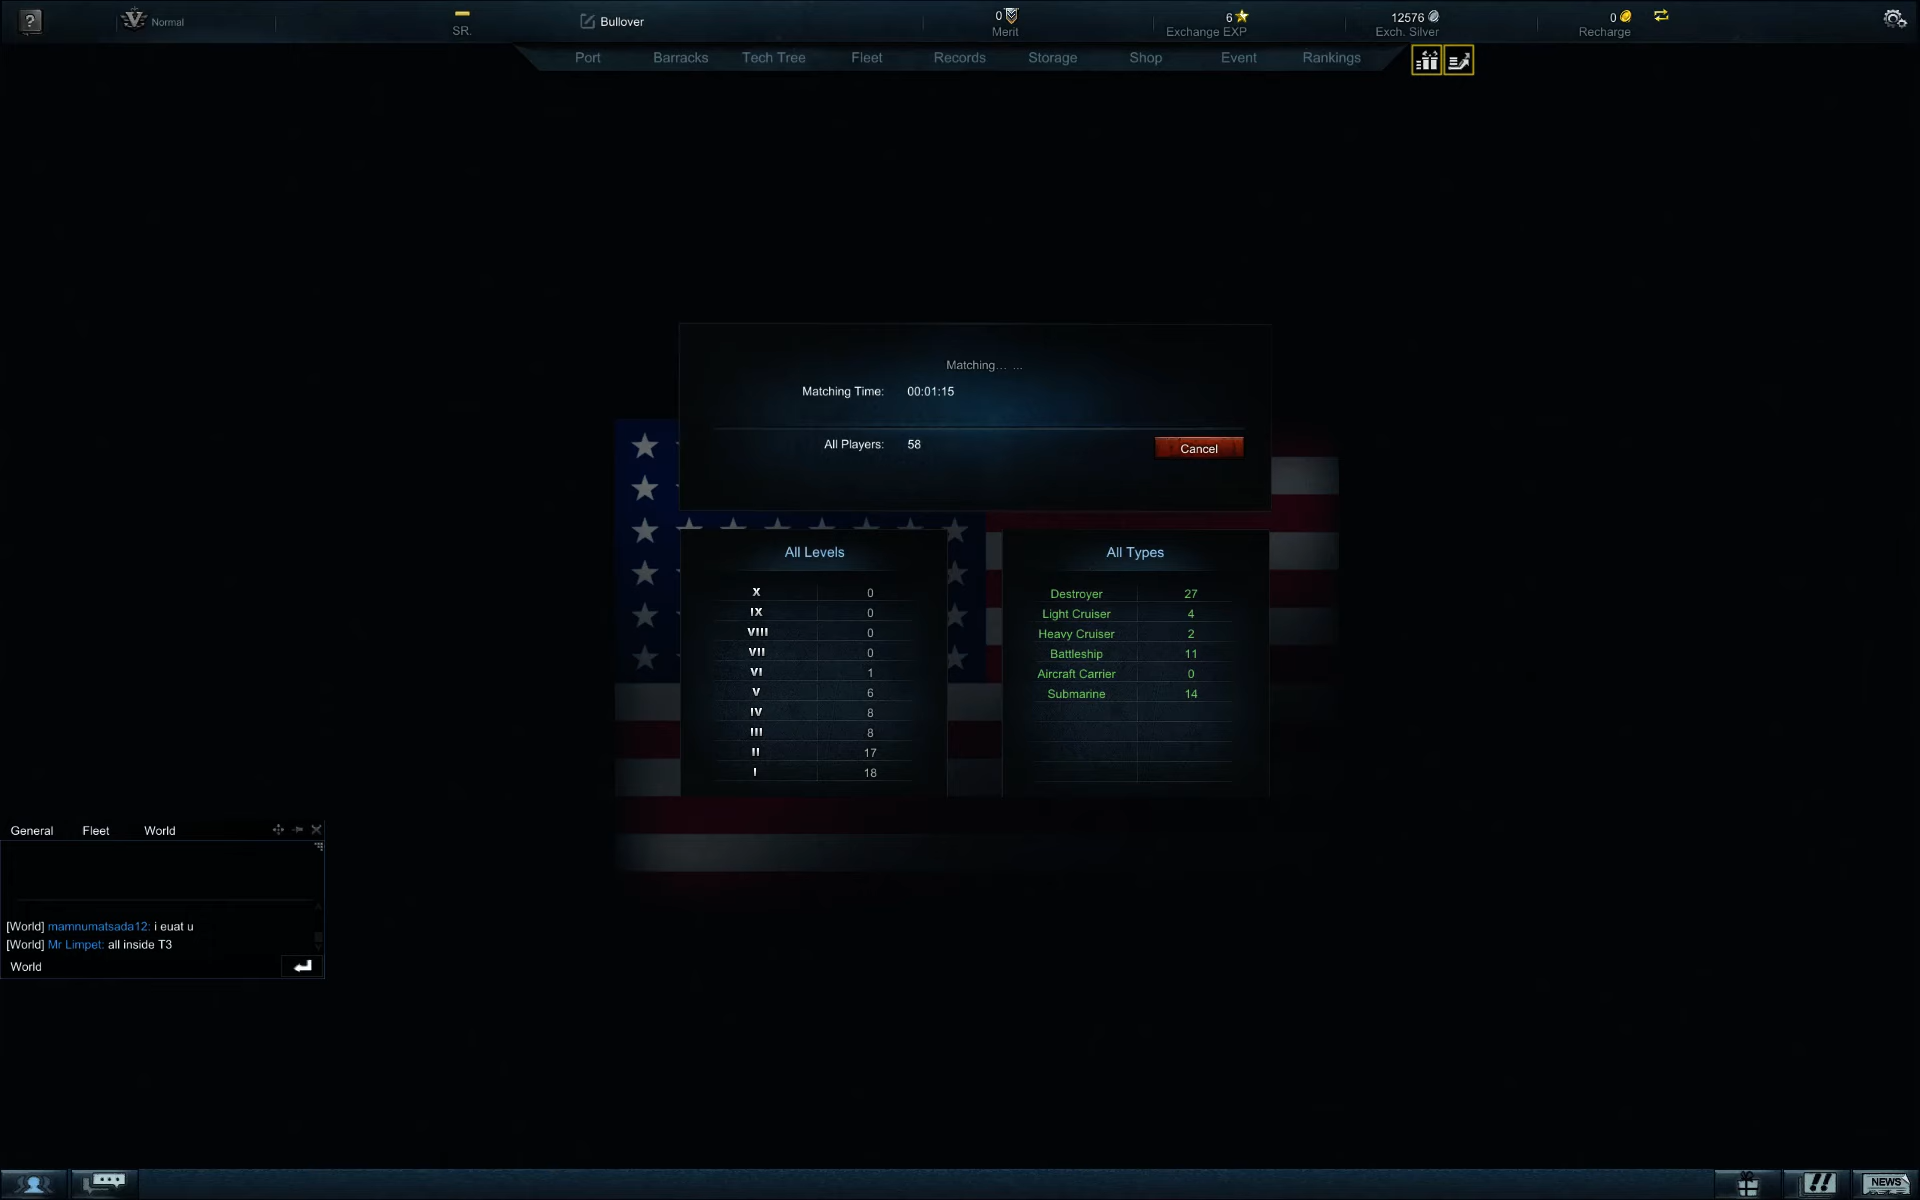 Normal
SR.
Bullover
0
Merit
6
Exchange EXP
12576
Exch. Silver
0
Recharge
Port Barracks Tech Tree Fleet Records Storage Shop Event Rankings
Matching... ...
Matching Time: 00:01:15
All Players: 58
Cancel
All Levels
X 0
IX 0
VIII 0
VII 0
VI 1
V 6
IV 8
III 8
II 17
I 18
All Types
Destroyer 27
Light Cruiser 4
Heavy Cruiser 2
Battleship 11
Aircraft Carrier 0
Submarine 14
General Fleet World
[World] mamnumatsada12: i euat u
[World] Mr Limpet: all inside T3
World
NEWS